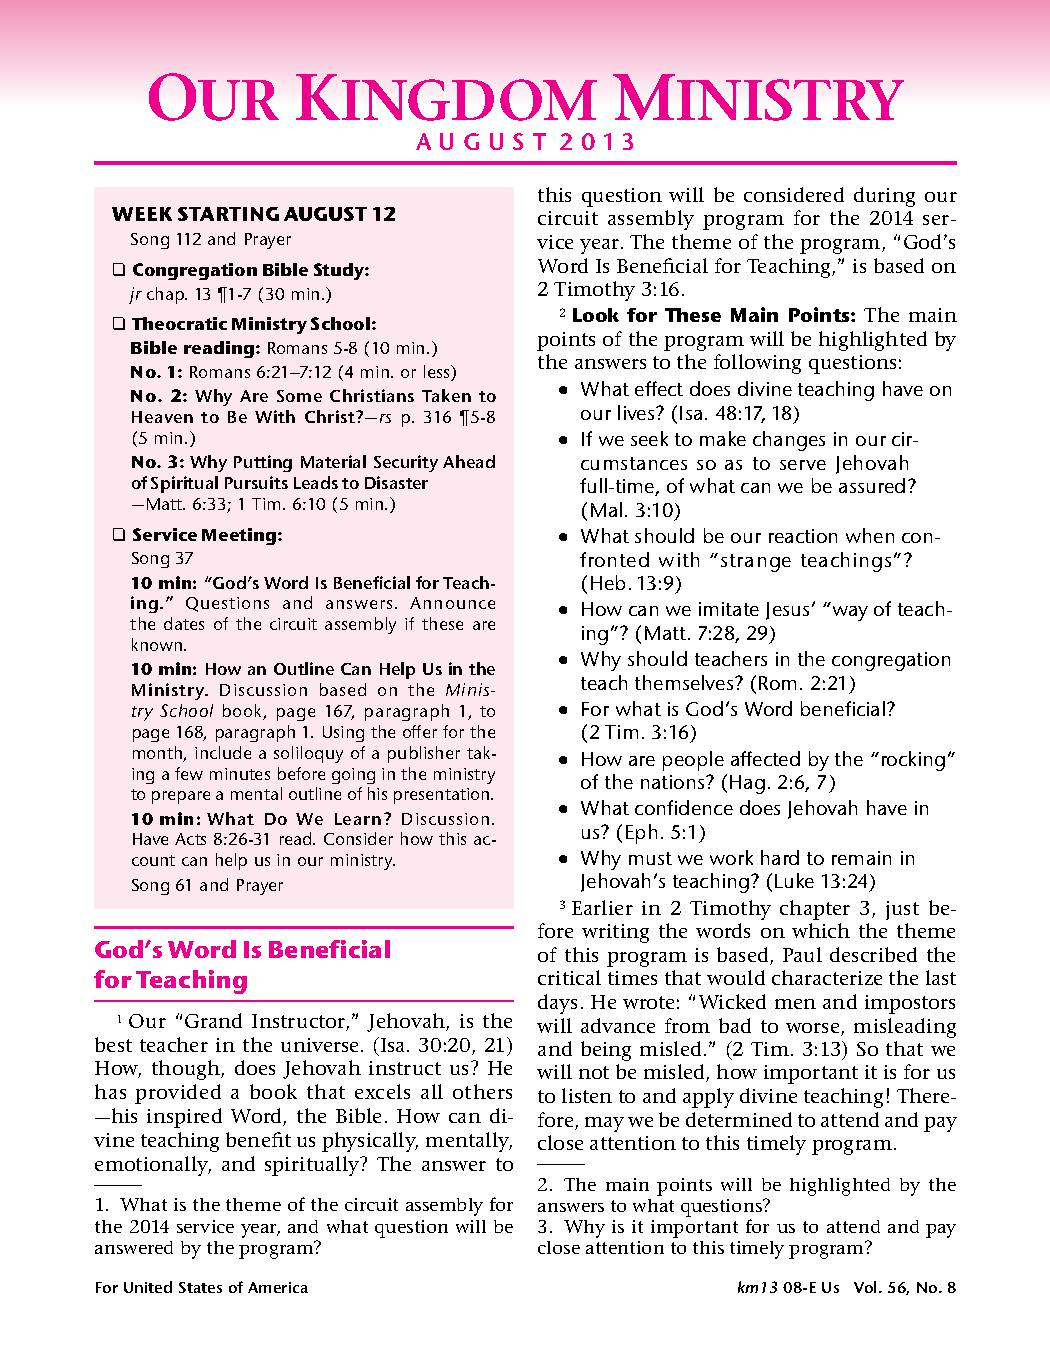 OUR KINGDOM MINISTRY
AUGUST 2013
WEEK STARTING AUGUST 12
Song 112 and Prayer
❑ Congregation Bible Study:
jr chap. 13 ¶1-7 (30 min.)
❑ Theocratic Ministry School:
Bible reading: Romans 5-8 (10 min.)
No. 1: Romans 6:21–7:12 (4 min. or less)
No. 2: Why Are Some Christians Taken to
Heaven to Be With Christ?—rs p. 316 ¶5-8
(5 min.)
No. 3: Why Putting Material Security Ahead
of Spiritual Pursuits Leads to Disaster
—Matt. 6:33; 1 Tim. 6:10 (5 min.)
❑ Service Meeting:
Song 37
10 min: “God’s Word Is Beneficial for Teach-
ing.” Questions and answers. Announce
the dates of the circuit assembly if these are
known.
10 min: How an Outline Can Help Us in the
Ministry. Discussion based on the Minis-
try School book, page 167, paragraph 1, to
page 168, paragraph 1. Using the offer for the
month, include a soliloquy of a publisher tak-
ing a few minutes before going in the ministry
to prepare a mental outline of his presentation.
10 min: What Do We Learn? Discussion.
Have Acts 8:26-31 read. Consider how this ac-
count can help us in our ministry.
Song 61 and Prayer
God’s Word Is Beneficial
for Teaching
1 Our “Grand Instructor,” Jehovah, is the
best teacher in the universe. (Isa. 30:20, 21)
How, though, does Jehovah instruct us? He
has provided a book that excels all others
—his inspired Word, the Bible. How can di-
vine teaching benefit us physically, mentally,
emotionally, and spiritually? The answer to
1. What is the theme of the circuit assembly for
the 2014 service year, and what question will be
answered by the program?
this question will be considered during our
circuit assembly program for the 2014 ser-
vice year. The theme of the program, “God’s
Word Is Beneficial for Teaching,” is based on
2 Timothy 3:16.
2 Look for These Main Points: The main
points of the program will be highlighted by
the answers to the following questions:
● What effect does divine teaching have on
our lives? (Isa. 48:17, 18)
● If we seek to make changes in our cir-
cumstances so as to serve Jehovah
full-time, of what can we be assured?
(Mal. 3:10)
● What should be our reaction when con-
fronted with “strange teachings”?
(Heb. 13:9)
● How can we imitate Jesus’ “way of teach-
ing”? (Matt. 7:28, 29)
● Why should teachers in the congregation
teach themselves? (Rom. 2:21)
● For what is God’s Word beneficial?
(2 Tim. 3:16)
● How are people affected by the “rocking”
of the nations? (Hag. 2:6, 7)
● What confidence does Jehovah have in
us? (Eph. 5:1)
● Why must we work hard to remain in
Jehovah’s teaching? (Luke 13:24)
3 Earlier in 2 Timothy chapter 3, just be-
fore writing the words on which the theme
of this program is based, Paul described the
critical times that would characterize the last
days. He wrote: “Wicked men and impostors
will advance from bad to worse, misleading
and being misled.” (2 Tim. 3:13) So that we
will not be misled, how important it is for us
to listen to and apply divine teaching! There-
fore, may we be determined to attend and pay
close attention to this timely program.
2. The main points will be highlighted by the
answers to what questions?
3. Why is it important for us to attend and pay
close attention to this timely program?
For United States of America
km13 08-E Us Vol. 56, No. 8